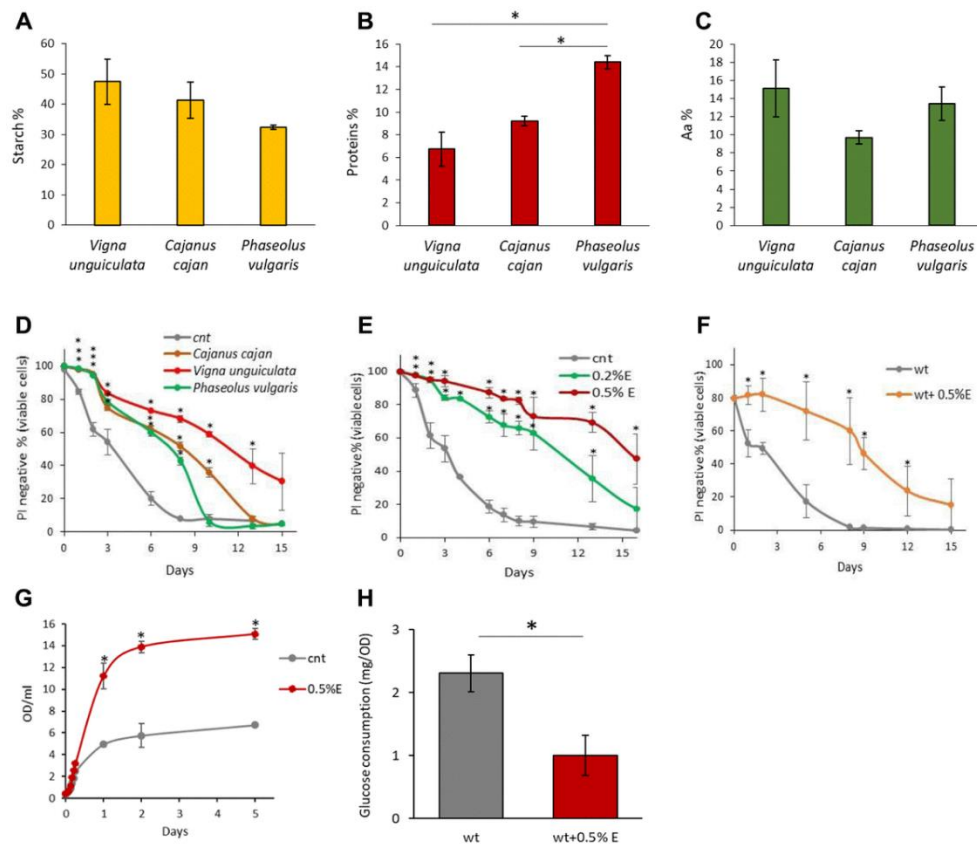 A
Starch %
60
50
40
30
20
10
0
Vigna
unguiculata
Cajanus
cajan
Phaseolus
vulgaris
B
*
*
Proteins %
16
14
12
10
8
6
4
2
0
Vigna
unguiculata
Cajanus
cajan
Phaseolus
vulgaris
C
Aa %
20
18
16
14
12
10
8
6
4
2
0
Vigna
unguiculata
Cajanus
cajan
Phaseolus
vulgaris
D
cnt
Cajanus cajan
Vigna unguiculata
Phaseolus vulgaris
PI negative % (viable cells)
100
80
60
40
20
0
0 3 6 9 12 15
Days
E
cnt
0.2%E
0.5% E
PI negative% (viable cells)
100
80
60
40
20
0
0 3 6 9 12 15
Days
F
wt
wt+ 0.5%E
PI negative% (viable cells)
100
80
60
40
20
0
0 3 6 9 12 15
Days
G
cnt
0.5%E
OD/ml
16
14
12
10
8
6
4
2
0
0 1 2 3 4 5
Days
H
*
Glucose consumption (mg/OD)
3
2
1
0
wt
wt+0.5% E